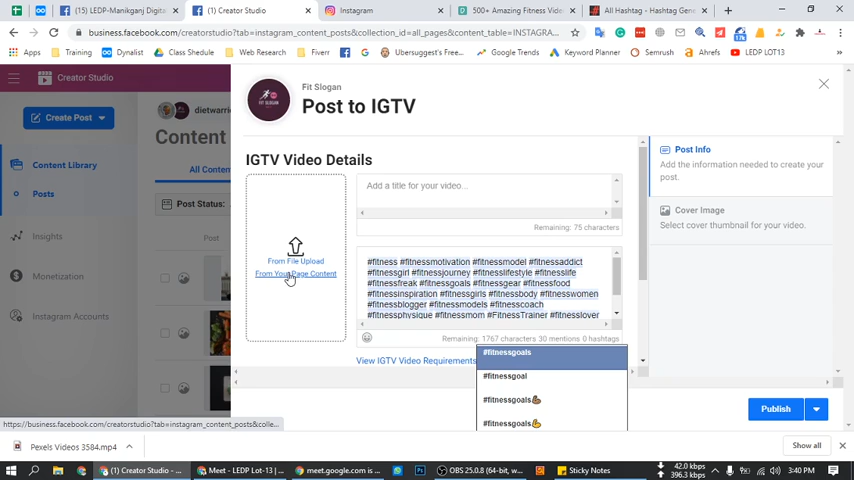 (15) LEDP-Manikganj Digital
(1) Creator Studio
Instagram
500+ Amazing Fitness Vide
All Hashtag - Hashtag Gene
business.facebook.com/creatorstudio?tab=instagram_content_posts&collection_id=all_pages&content_table=INSTAGRA...
Apps
Training
Dynalist
Class Shedule
Web Research
Fiverr
Ubersuggest's Free...
Google Trends
Keyword Planner
Semrush
Ahrefs
LEDP LOT13
Creator Studio
Fit Slogan
Post to IGTV
Create Post
dietwarri
Content
Content Library
Posts
Insights
Monetization
Instagram Accounts
All Content
Post Status:
Post
IGTV Video Details
From File Upload
From Your Page Content
Add a title for your video...
Remaining: 75 characters
#fitness #fitnessmotivation #fitnessmodel #fitnessaddict
#fitnessgirl #fitnessjourney #fitnesslifestyle #fitnesslife
#fitnessfreak #fitnessgoals #fitnessgear #fitnessfood
#fitnessinspiration #fitnessgirls #fitnessbody #fitnesswomen
#fitnessblogger #fitnessmodels #fitnesscoach
#fitnessphysique #fitnessmom #FitnessTrainer #fitnesslover
Remaining: 1767 characters 30 mentions 0 hashtags
View IGTV Video Requirements
#fitnessgoals
#fitnessgoal
#fitnessgoals💪🏾
#fitnessgoals💪
Post Info
Add the information needed to create your
post.
Cover Image
Select cover thumbnail for your video.
Publish
https://business.facebook.com/creatorstudio?tab=instagram_content_posts&colle...
Pexels Videos 3584.mp4
Show all
(1) Creator Studio - ...
Meet - LEDP Lot-13 | ...
meet.google.com is ...
OBS 25.0.8 (64-bit, w...
Sticky Notes
42.0 kbps
396.3 kbps
3:40 PM